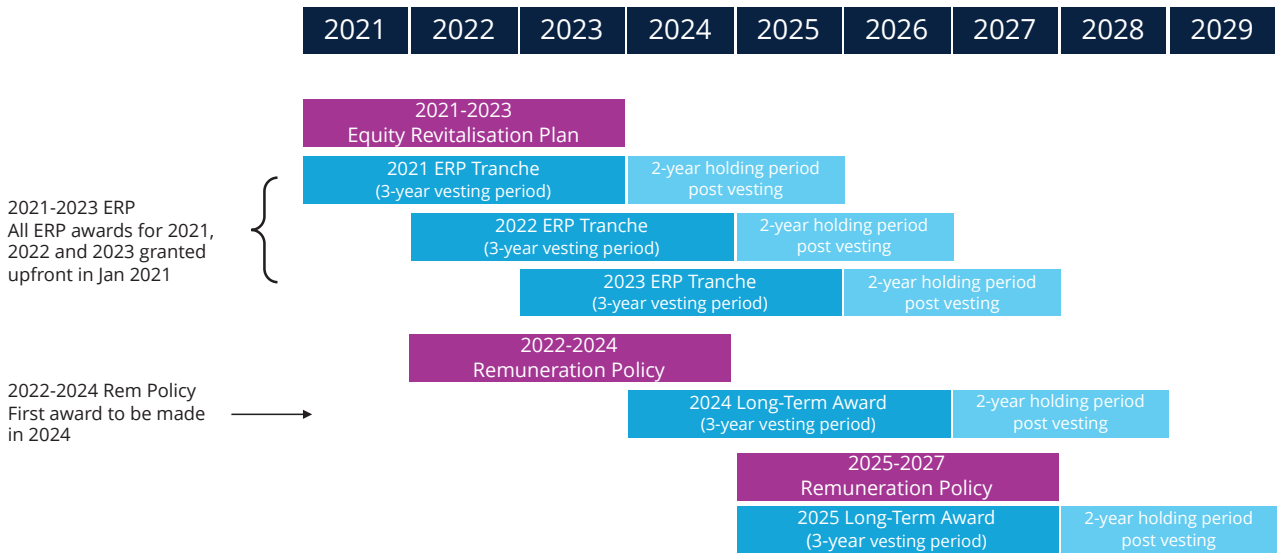 2021 2022 2023 2024 2025 2026 2027 2028 2029
2021-2023
Equity Revitalisation Plan
2021 ERP Tranche
(3-year vesting period)
2-year holding period
post vesting
2021-2023 ERP
All ERP awards for 2021,
2022 and 2023 granted
upfront in Jan 2021
2022 ERP Tranche
(3-year vesting period)
2-year holding period
post vesting
2023 ERP Tranche
(3-year vesting period)
2-year holding period
post vesting
2022-2024
Remuneration Policy
2022-2024 Rem Policy
First award to be made
in 2024
2024 Long-Term Award
(3-year vesting period)
2-year holding period
post vesting
2025-2027
Remuneration Policy
2025 Long-Term Award
(3-year vesting period)
2-year holding period
post vesting